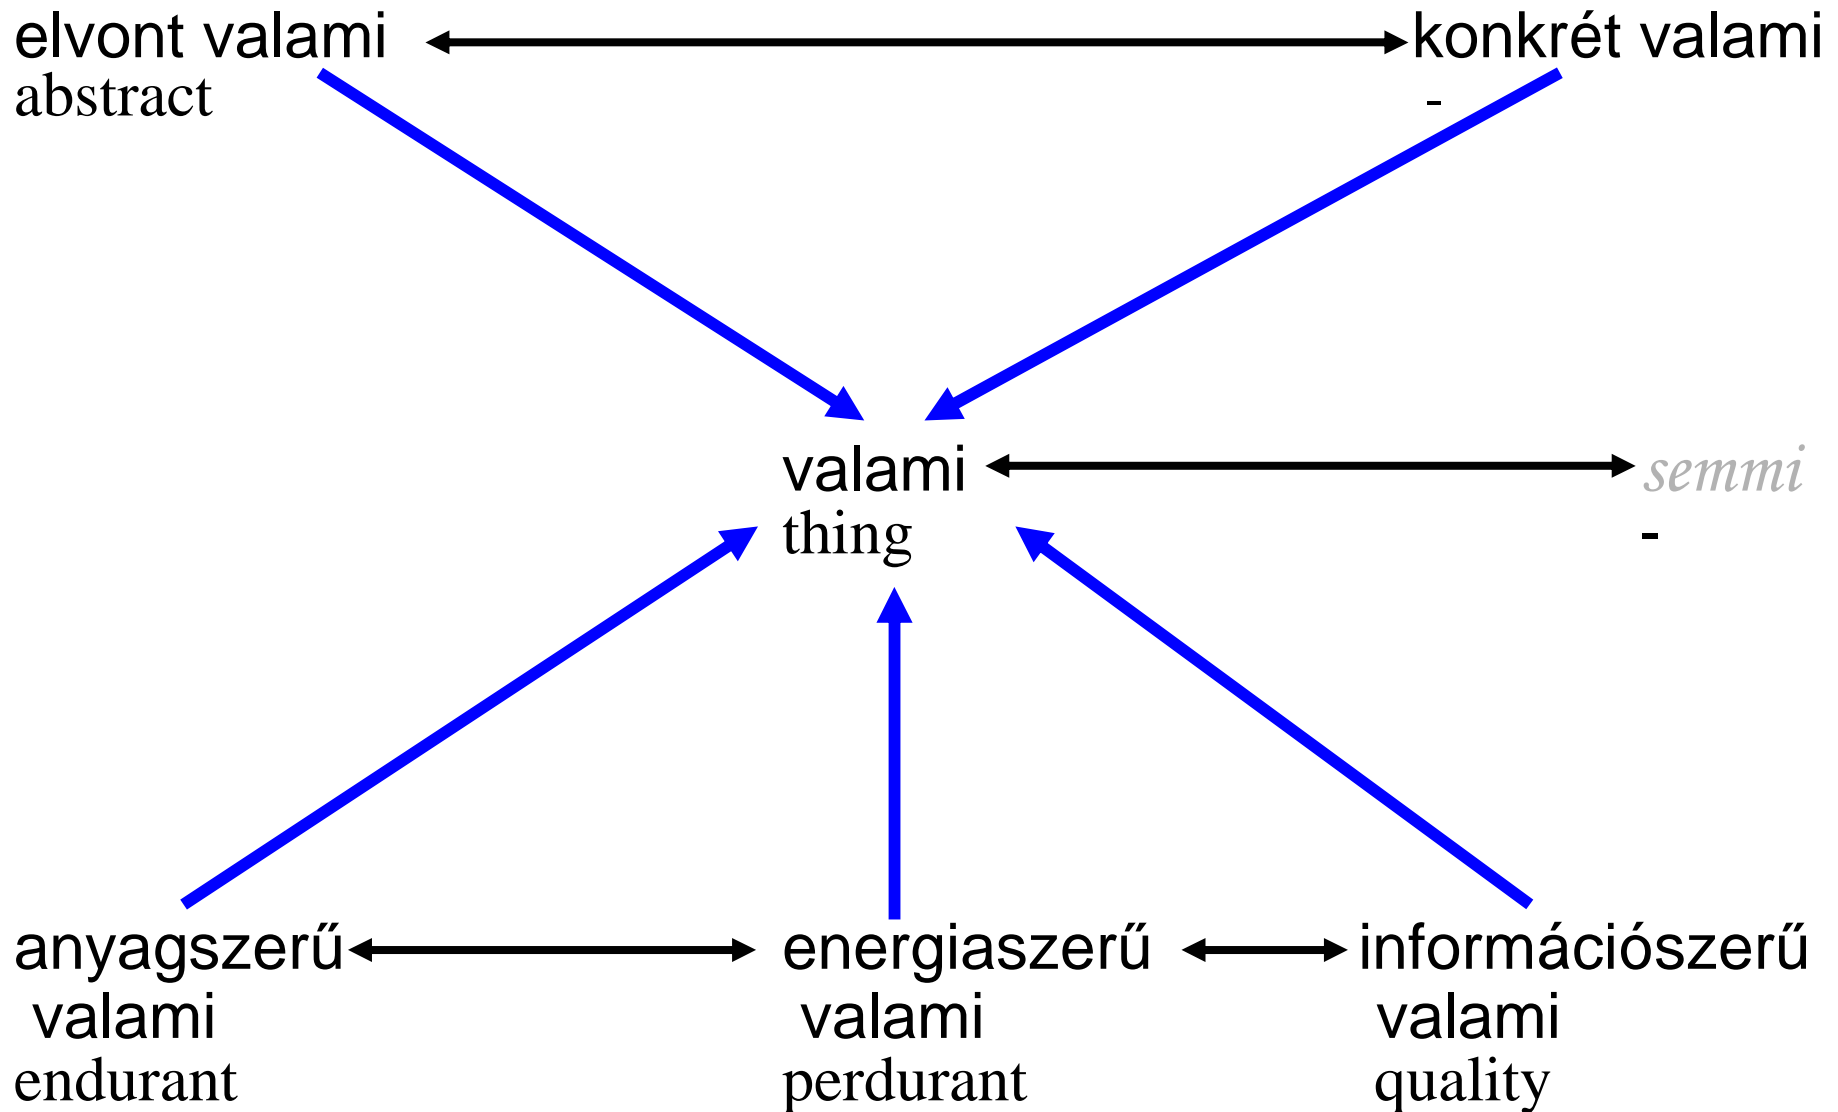 elvont valami
abstract
konkrét valami
-
valami
thing
semmi
-
anyagszerű
valami
endurant
energiaszerű
valami
perdurant
információszerű
valami
quality